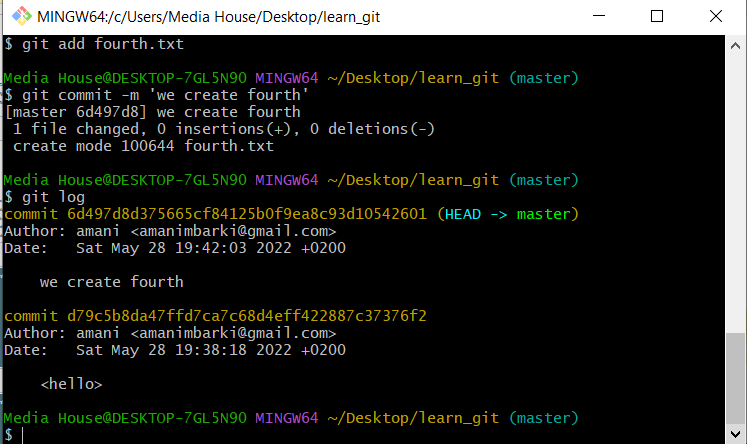 MINGW64:/c/Users/Media House/Desktop/learn_git
$ git add fourth.txt
Media House@DESKTOP-7GL5N90 MINGW64 ~/Desktop/learn_git (master)
$ git commit -m 'we create fourth'
[master 6d497d8] we create fourth
 1 file changed, 0 insertions(+), 0 deletions(-)
 create mode 100644 fourth.txt
Media House@DESKTOP-7GL5N90 MINGW64 ~/Desktop/learn_git (master)
$ git log
commit 6d497d8d375665cf84125b0f9ea8c93d10542601 (HEAD -> master)
Author: amani <amanimbarki@gmail.com>
Date:   Sat May 28 19:42:03 2022 +0200
    we create fourth
commit d79c5b8da47ffd7ca7c68d4eff422887c37376f2
Author: amani <amanimbarki@gmail.com>
Date:   Sat May 28 19:38:18 2022 +0200
    <hello>
Media House@DESKTOP-7GL5N90 MINGW64 ~/Desktop/learn_git (master)
$